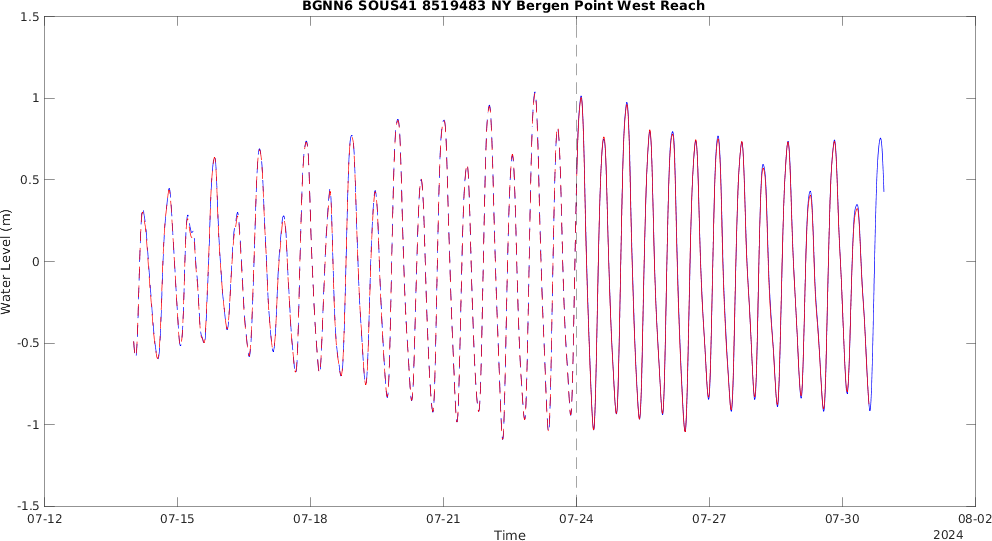 BGNN6 SOUS41 8519483 NY Bergen Point West Reach
1.5
1
0.5
0
-0.5
-1
-1.5
Water Level (m)
07-12 07-15 07-18 07-21 07-24 07-27 07-30 08-02
Time
2024